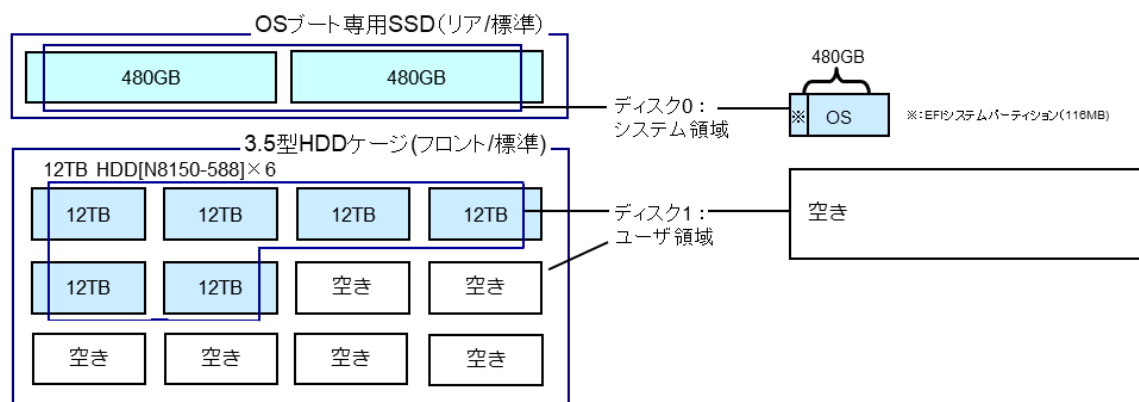 OSブート専用SSD(リア/標準)
480GB
480GB
480GB
ディスク0：
システム領域
※
OS
※:EFIシステムパーティション(116MB)
3.5型HDDケージ(フロント/標準)
12TB HDD[N8150-588]×6
12TB
12TB
12TB
12TB
ディスク1：
ユーザ領域
空き
12TB
12TB
空き
空き
空き
空き
空き
空き